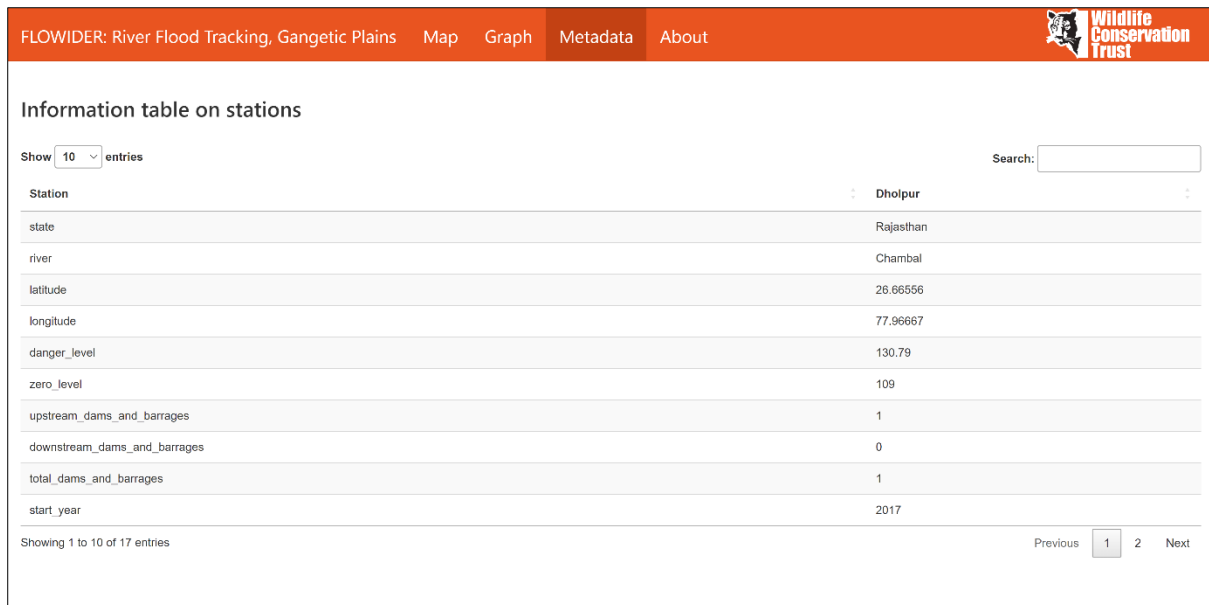 FLOWIDER: River Flood Tracking, Gangetic Plains Map Graph Metadata About
Wildlife
Conservation
Trust
Information table on stations
Show 10 entries Search:
Station Dholpur
state Rajasthan
river Chambal
latitude 26.66556
longitude 77.96667
danger_level 130.79
zero_level 109
upstream_dams_and_barrages 1
downstream_dams_and_barrages 0
total_dams_and_barrages 1
start_year 2017
Showing 1 to 10 of 17 entries Previous 1 2 Next